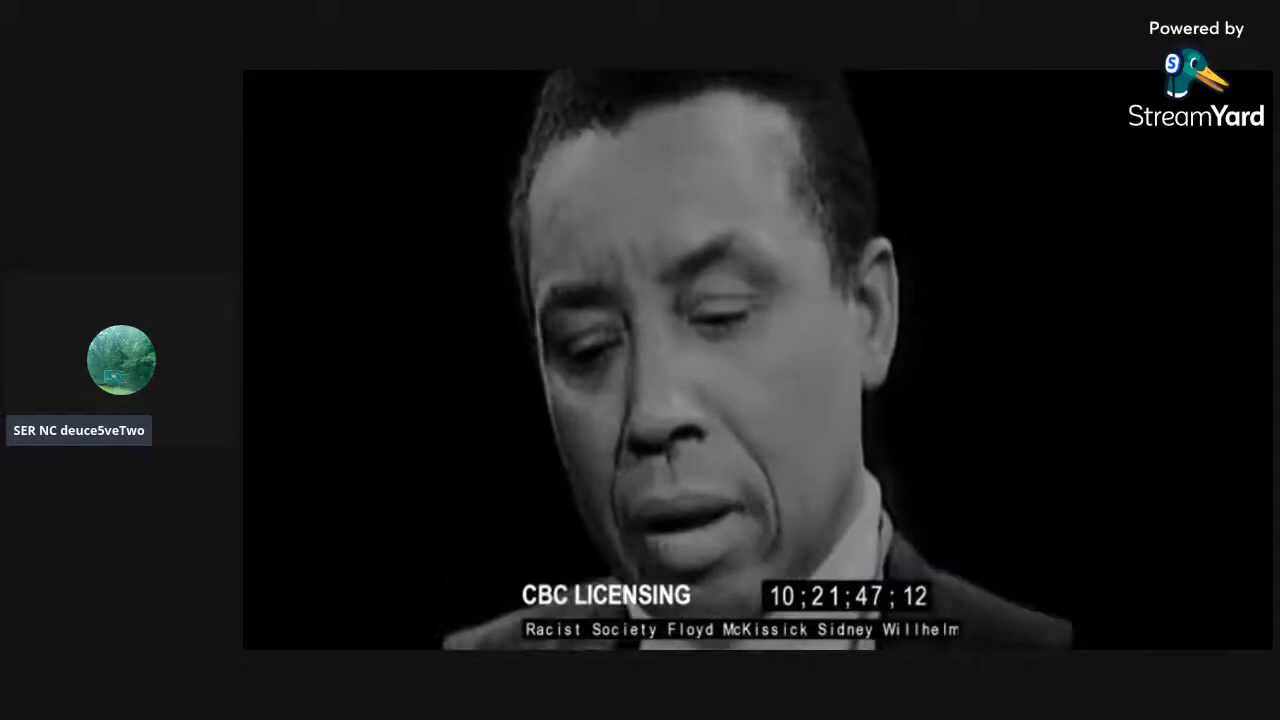 Powered by
S
StreamYard
SER NC deuce5veTwo
CBC LICENSING
10;21;47;12
Racist Society Floyd McKissick Sidney Willhelm